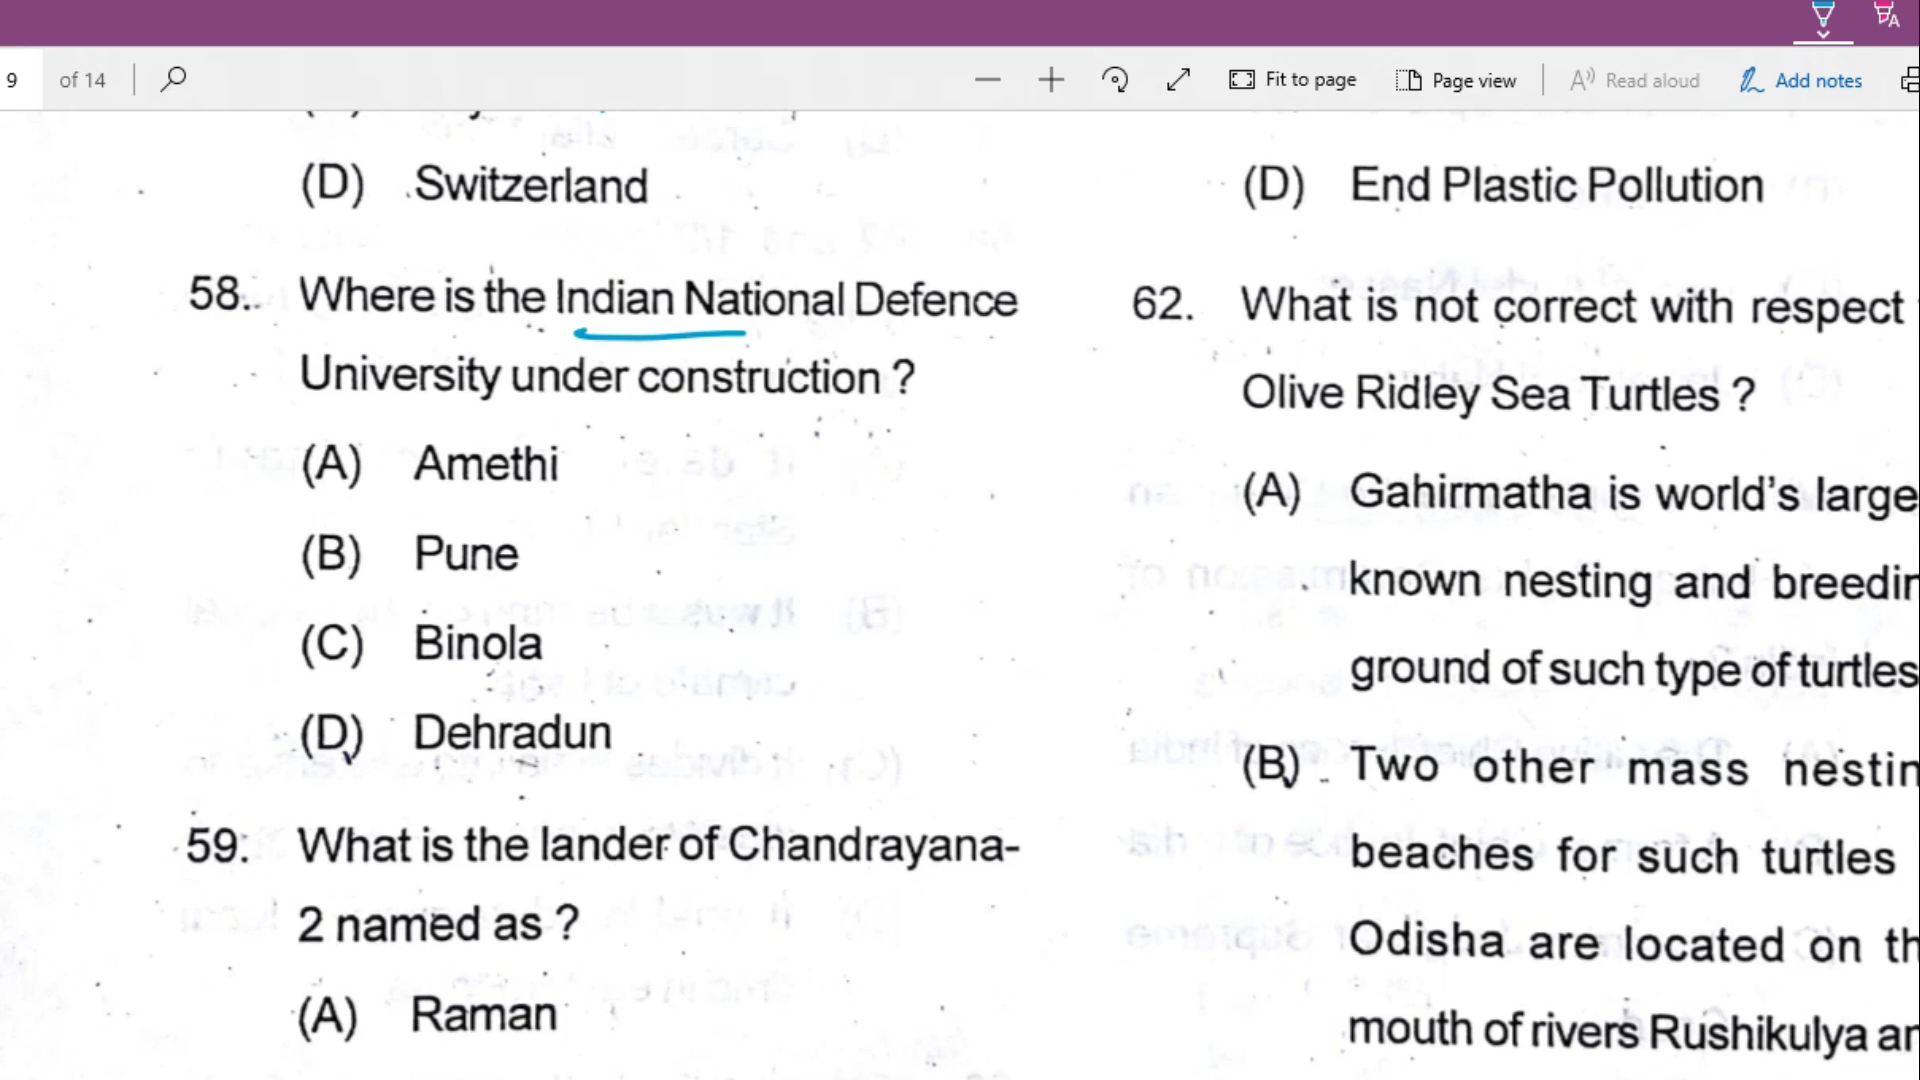 9 of 14
Fit to page
Page view
Read aloud
Add notes
(D) Switzerland
58. Where is the Indian National Defence
University under construction ?
(A) Amethi
(B) Pune
(C) Binola
(D) Dehradun
59. What is the lander of Chandrayana-
2 named as ?
(A) Raman
(D) End Plastic Pollution
62. What is not correct with respect
Olive Ridley Sea Turtles ?
(A) Gahirmatha is world's large
known nesting and breedin
ground of such type of turtles
(B) Two other mass nestin
beaches for such turtles
Odisha are located on th
mouth of rivers Rushikulya an